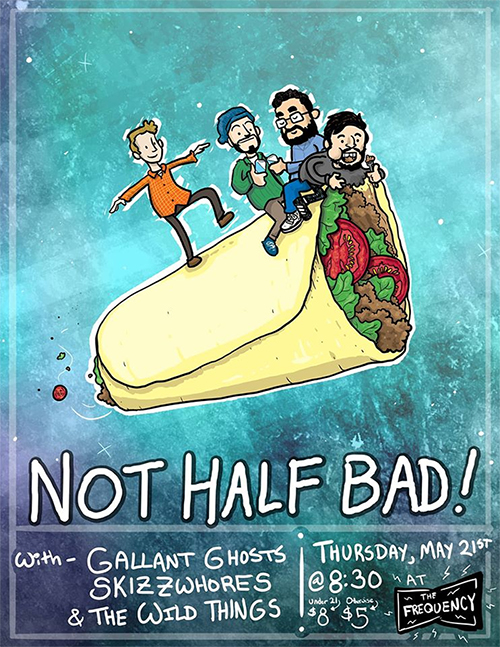 NOT HALF BAD!
With - GALLANT GHOSTS
SKIZZWHORES
& THE WILD THINGS
THURSDAY, MAY 21ST
@ 8:30 AT
Under 21, Otherwise,
$8 $5
THE
FREQUENCY